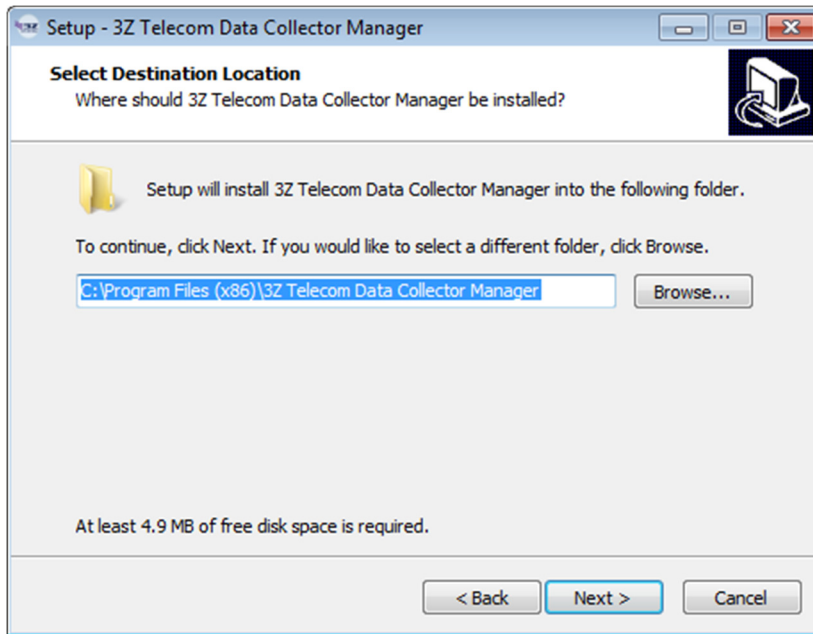 Setup - 3Z Telecom Data Collector Manager
Select Destination Location
Where should 3Z Telecom Data Collector Manager be installed?
Setup will install 3Z Telecom Data Collector Manager into the following folder.
To continue, click Next. If you would like to select a different folder, click Browse.
C:\Program Files (x86)\3Z Telecom Data Collector Manager
Browse...
At least 4.9 MB of free disk space is required.
< Back
Next >
Cancel